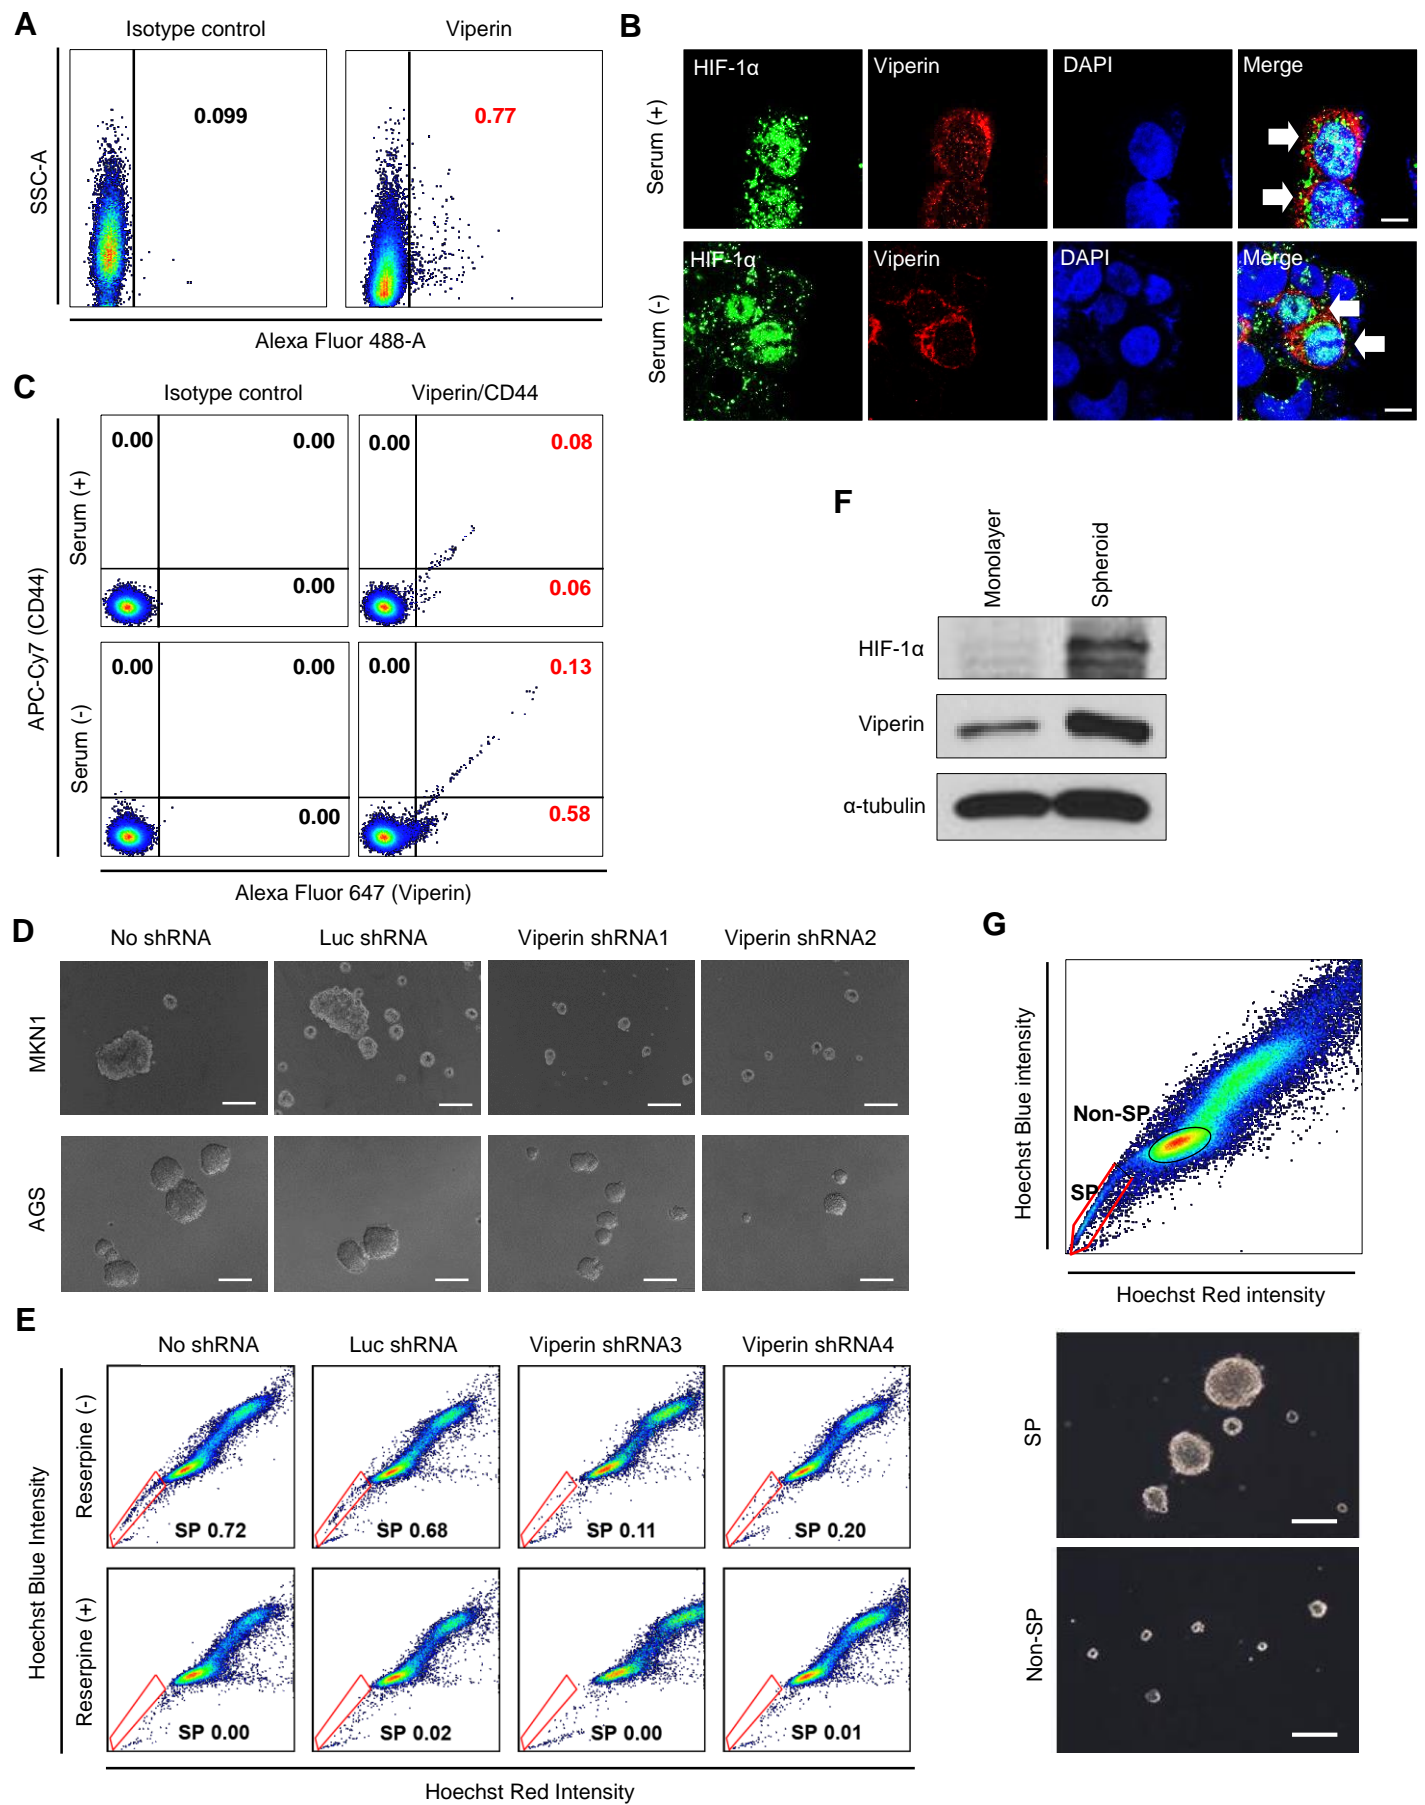 A
Isotype control
Viperin
0.099
0.77
SSC-A
Alexa Fluor 488-A
B
HIF-1α
Viperin
DAPI
Merge
Serum (+)
HIF-1α
Viperin
DAPI
Merge
Serum (-)
C
Isotype control
Viperin/CD44
0.00
0.00
0.00
0.08
0.00
0.06
Serum (+)
0.00
0.00
0.00
0.13
0.00
0.58
Serum (-)
APC-Cy7 (CD44)
Alexa Fluor 647 (Viperin)
F
Monolayer
Spheroid
HIF-1α
Viperin
α-tubulin
D
No shRNA
Luc shRNA
Viperin shRNA1
Viperin shRNA2
MKN1
AGS
E
No shRNA
Luc shRNA
Viperin shRNA3
Viperin shRNA4
Reserpine (-)
SP 0.72
SP 0.68
SP 0.11
SP 0.20
Reserpine (+)
SP 0.00
SP 0.02
SP 0.00
SP 0.01
Hoechst Blue Intensity
Hoechst Red Intensity
G
Hoechst Blue intensity
Non-SP
SP
Hoechst Red intensity
SP
Non-SP